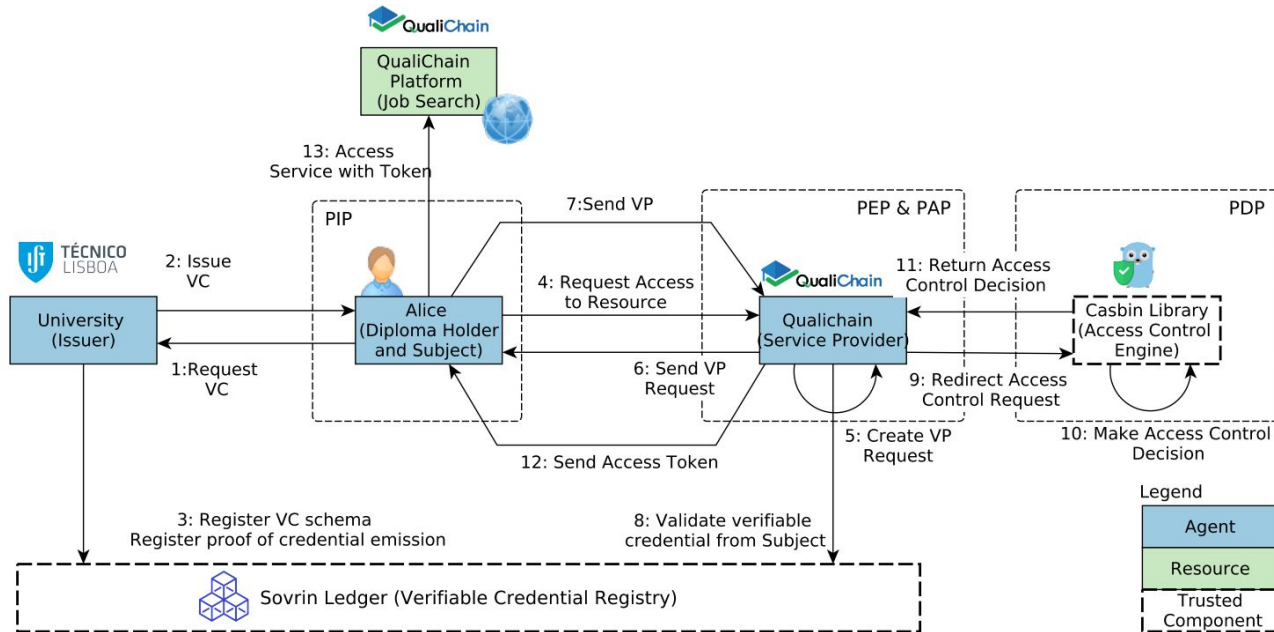 QualiChain
QualiChain
Platform
(Job Search)
13: Access
Service with Token
PIP
7:Send VP
PEP & PAP
PDP
TÉCNICO
LISBOA
2: Issue
VC
4: Request Access
to Resource
QualiChain
11: Return Access
Control Decision
University
(Issuer)
Alice
(Diploma Holder
and Subject)
Qualichain
(Service Provider)
Casbin Library
(Access Control
Engine)
1:Request
VC
6: Send VP
Request
9: Redirect Access
Control Request
12: Send Access Token
5: Create VP
Request
10: Make Access Control
Decision
3: Register VC schema
Register proof of credential emission
8: Validate verifiable
credential from Subject
Legend
Agent
Resource
Trusted
Component
Sovrin Ledger (Verifiable Credential Registry)